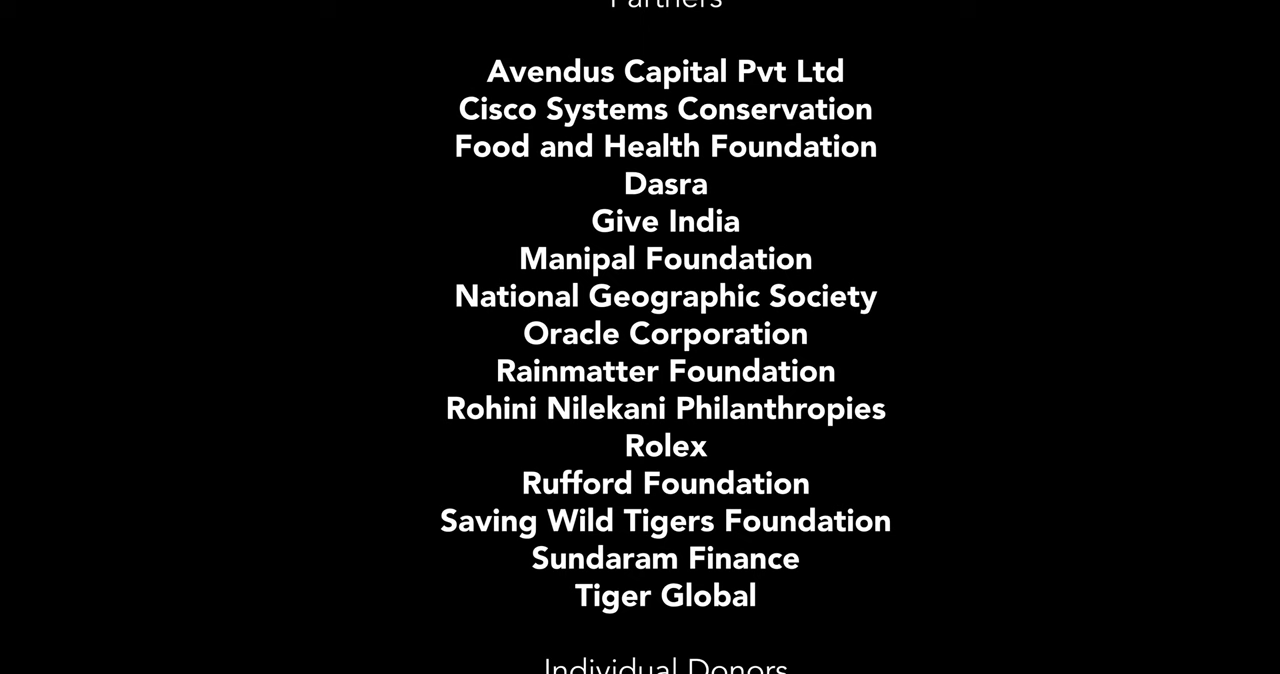 Partners
Avendus Capital Pvt Ltd
Cisco Systems Conservation
Food and Health Foundation
Dasra
Give India
Manipal Foundation
National Geographic Society
Oracle Corporation
Rainmatter Foundation
Rohini Nilekani Philanthropies
Rolex
Rufford Foundation
Saving Wild Tigers Foundation
Sundaram Finance
Tiger Global
Individual Donors